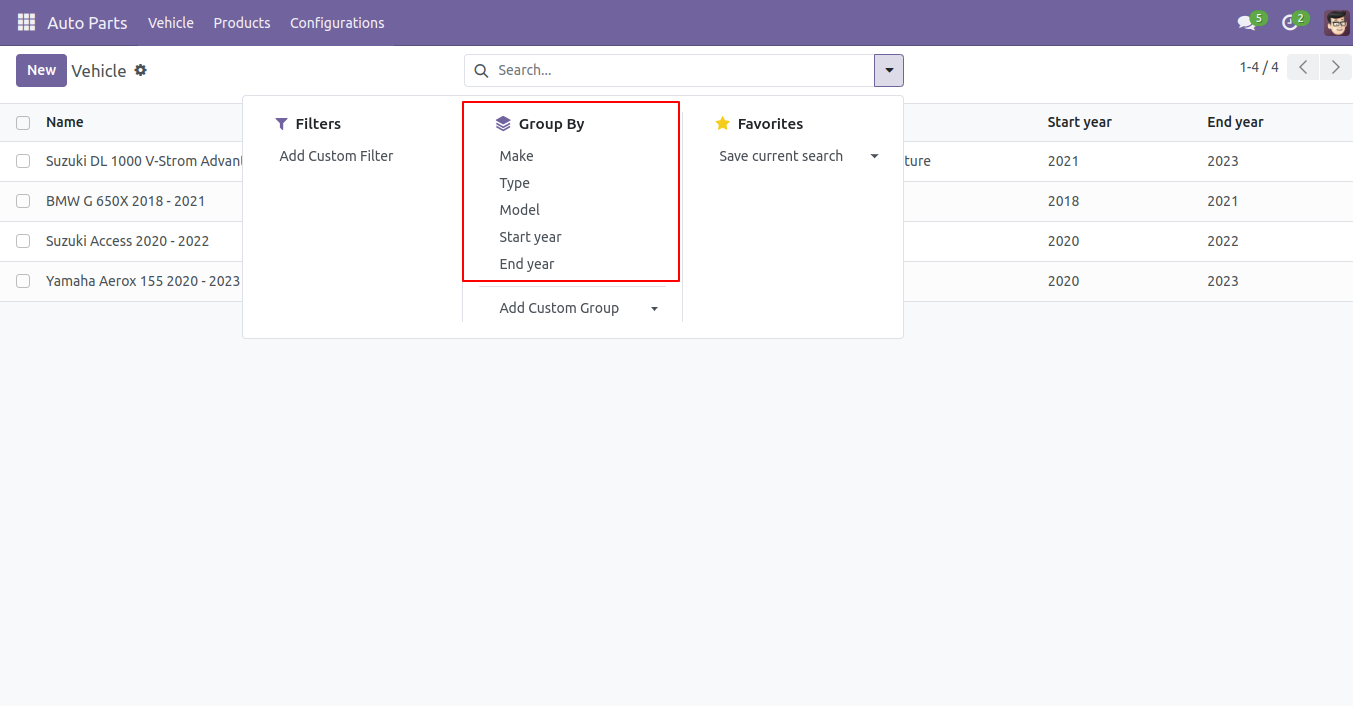 Auto Parts Vehicle Products Configurations 5 2
New Vehicle Search... 1-4 / 4
Name Start year End year
Filters Group By Favorites
Add Custom Filter Make Save current search
Type
Model
Start year
End year
Add Custom Group
Suzuki DL 1000 V-Strom Advant ture 2021 2023
BMW G 650X 2018 - 2021 2018 2021
Suzuki Access 2020 - 2022 2020 2022
Yamaha Aerox 155 2020 - 2023 2020 2023